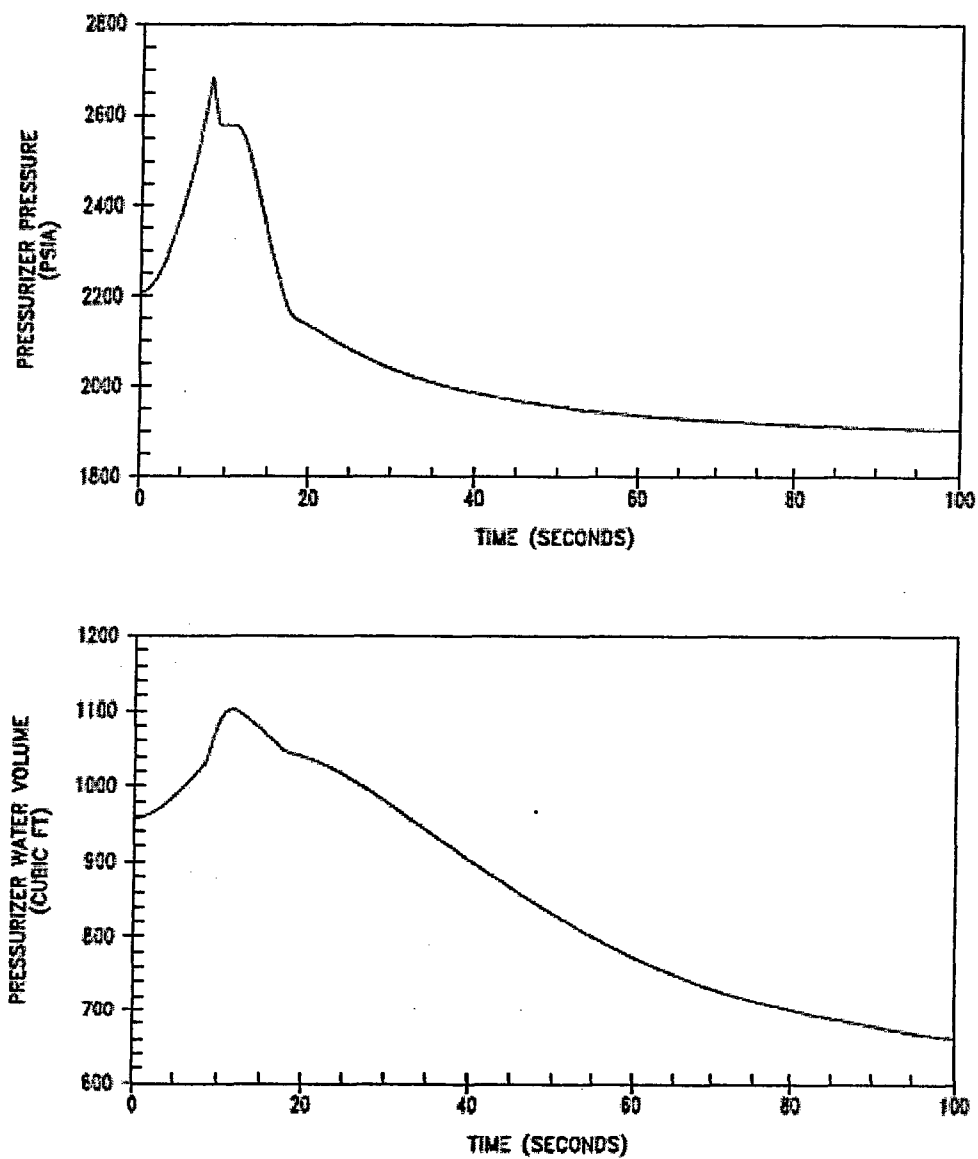 2800
2600
2400
2200
2000
1800
PRESSURIZER PRESSURE
(PSIA)
0 20 40 60 80 100
TIME (SECONDS)
1200
1100
1000
900
800
700
600
PRESSURIZER WATER VOLUME
(CUBIC FT)
0 20 40 60 80 100
TIME (SECONDS)